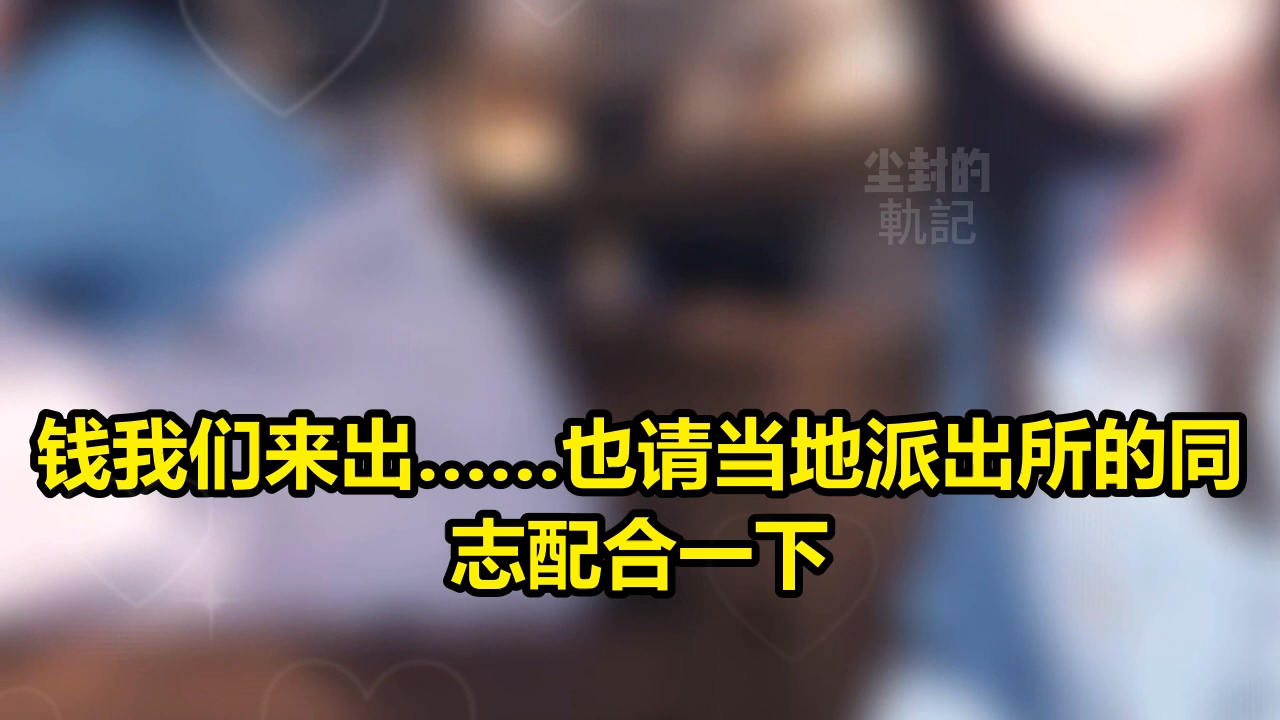 尘封的
軌記
钱我们来出……也请当地派出所的同
志配合一下